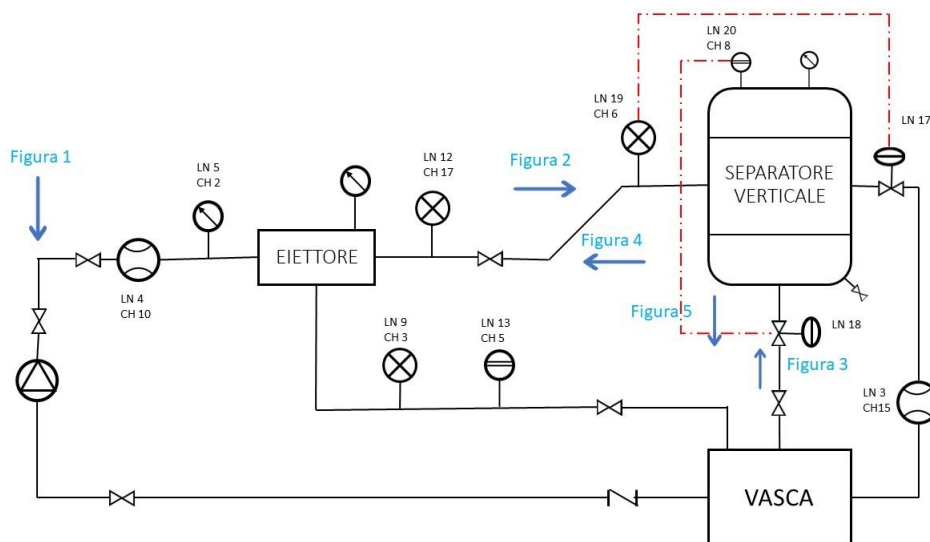 LN 20
CH 8
LN 17
LN 19
CH 6
Figura 1
LN 5
CH 2
LN 12
CH 17
Figura 2
SEPARATORE
VERTICALE
EIETTORE
Figura 4
LN 4
CH 10
Figura 5
LN 18
LN 9
CH 3
LN 13
CH 5
Figura 3
LN 3
CH15
VASCA